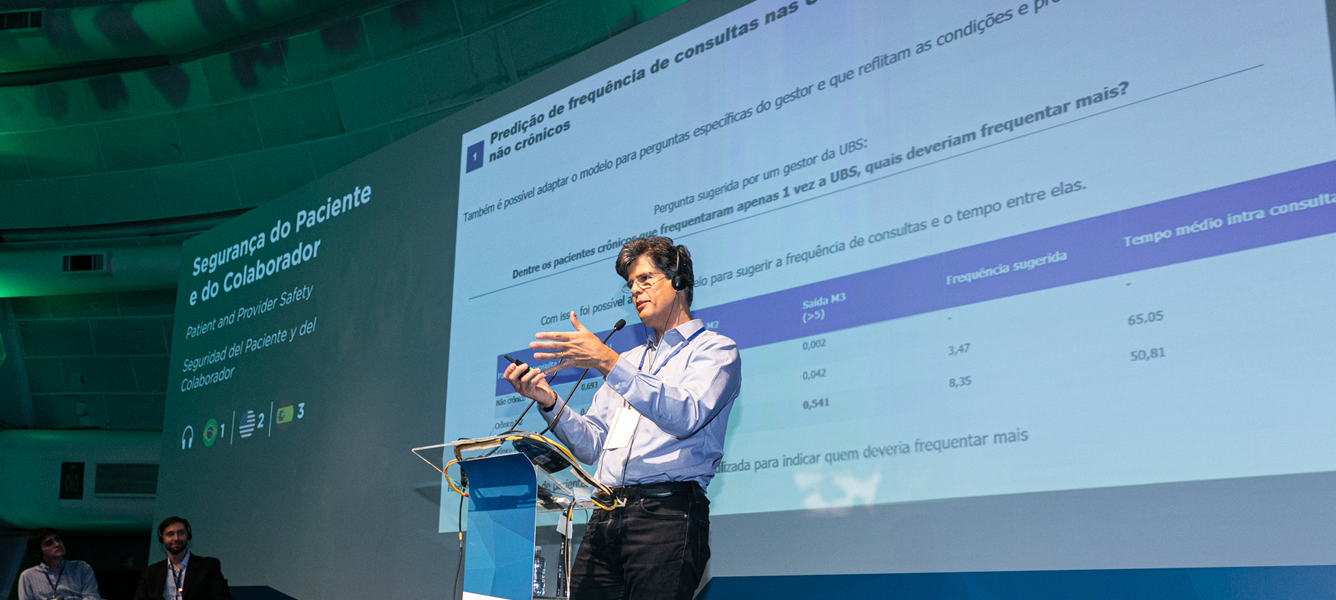 Segurança do Paciente
e do Colaborador
Patient and Provider Safety
Seguridad del Paciente y del
Colaborador
1 2 3
1
Predição de frequência de consultas nas
não crônicos
Também é possível adaptar o modelo para perguntas específicas do gestor e que reflitam as condições e
Pergunta sugerida por um gestor da UBS:
Dentre os pacientes crônicos que frequentaram apenas 1 vez a UBS, quais deveriam frequentar mais?
Com isso foi possível para sugerir a frequência de consultas e o tempo entre elas.
Saída M3 Frequência sugerida Tempo médio intra consulta
(>5)
0,002 - -
Não crônico 0,693 0,042 3,47 65,05
0,541 8,35 50,81
para indicar quem deveria frequentar mais